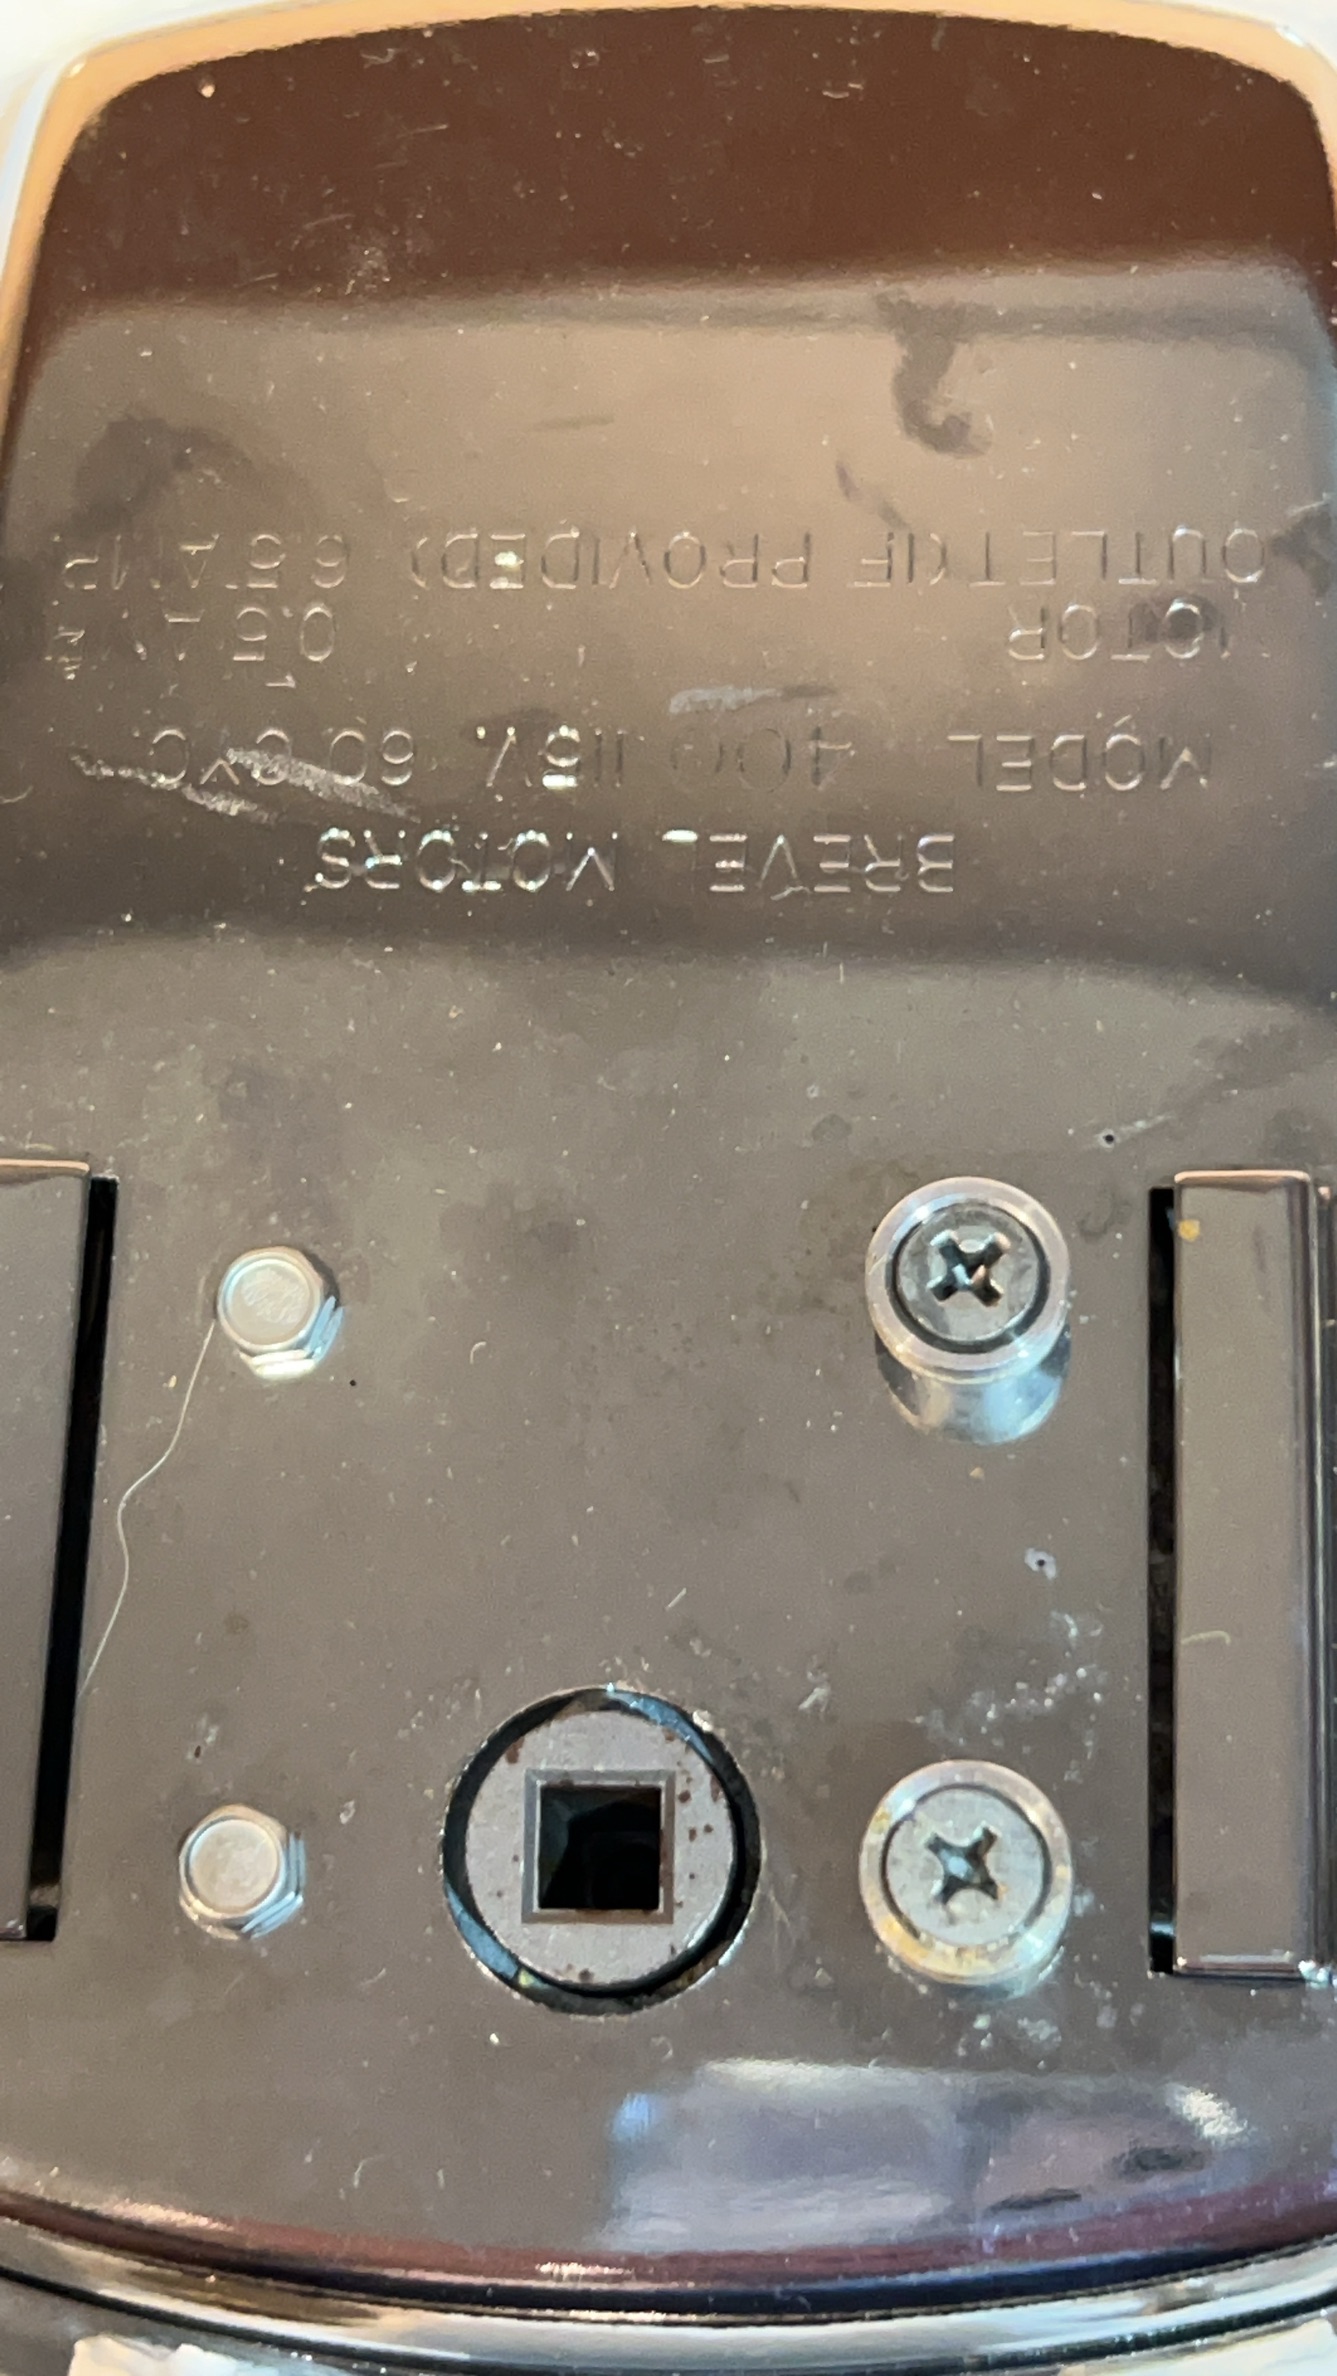 BREVEL MOTORS
MODEL 400 115V. 60 CYC.
MOTOR 0.5 AMP.
OUTLET (IF PROVIDED) 6.5 AMP.